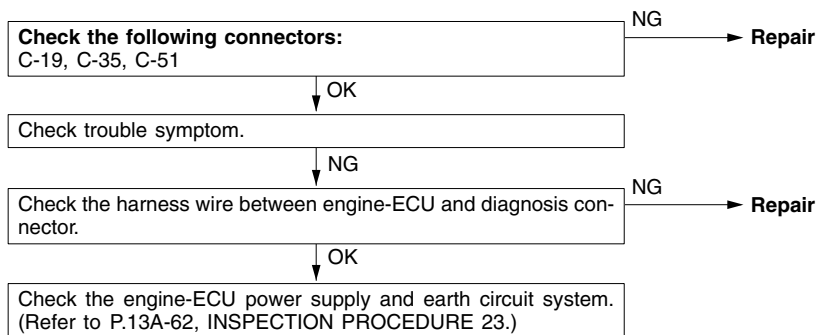 Check the following connectors:
C-19, C-35, C-51
NG
Repair
OK
Check trouble symptom.
NG
Check the harness wire between engine-ECU and diagnosis con-
nector.
NG
Repair
OK
Check the engine-ECU power supply and earth circuit system.
(Refer to P.13A-62, INSPECTION PROCEDURE 23.)